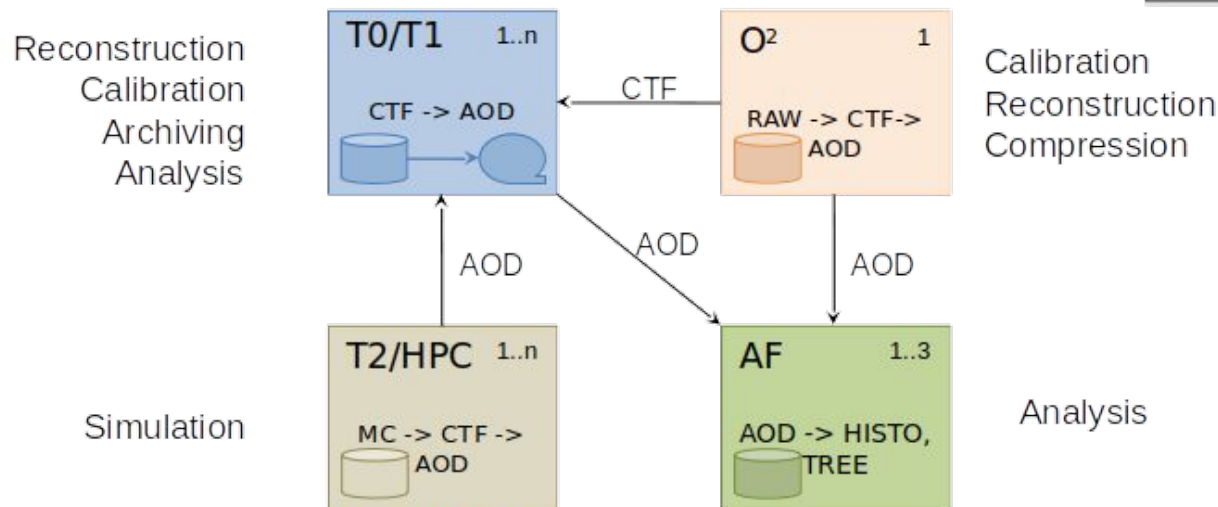 Reconstruction
Calibration
Archiving
Analysis
T0/T1 1..n
CTF -> AOD
CTF
O² 1
RAW -> CTF->
AOD
Calibration
Reconstruction
Compression
AOD
AOD
AOD
Simulation
T2/HPC 1..n
MC -> CTF ->
AOD
AF 1..3
AOD -> HISTO,
TREE
Analysis